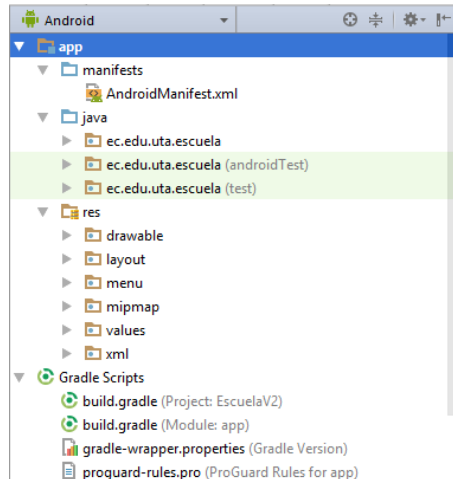 Android
app
manifests
AndroidManifest.xml
java
ec.edu.uta.escuela
ec.edu.uta.escuela (androidTest)
ec.edu.uta.escuela (test)
res
drawable
layout
menu
mipmap
values
xml
Gradle Scripts
build.gradle (Project: EscuelaV2)
build.gradle (Module: app)
gradle-wrapper.properties (Gradle Version)
proguard-rules.pro (ProGuard Rules for app)